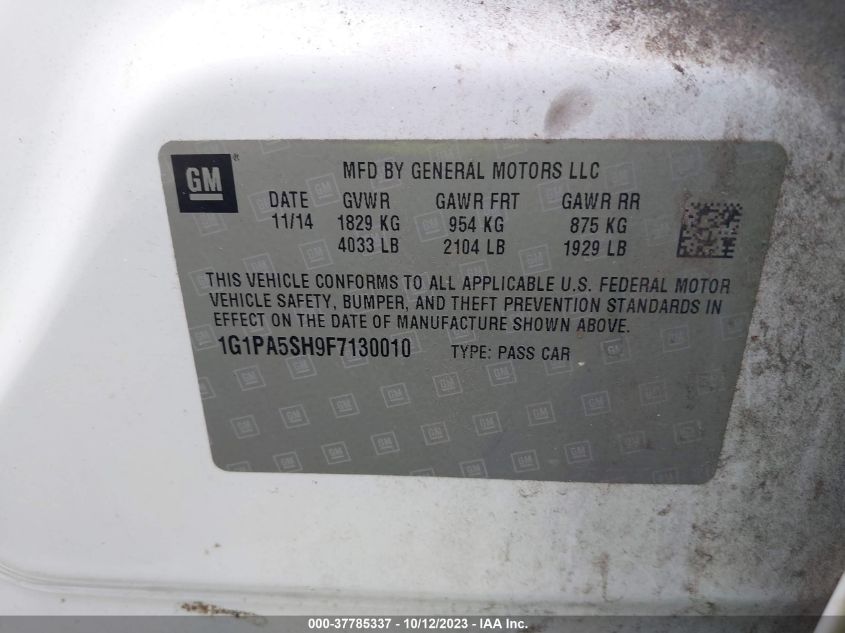 GM ®
MFD BY GENERAL MOTORS LLC
DATE GVWR GAWR FRT GAWR RR
11/14 1829 KG 954 KG 875 KG
4033 LB 2104 LB 1929 LB
THIS VEHICLE CONFORMS TO ALL APPLICABLE U.S. FEDERAL MOTOR
VEHICLE SAFETY, BUMPER, AND THEFT PREVENTION STANDARDS IN
EFFECT ON THE DATE OF MANUFACTURE SHOWN ABOVE.
1G1PA5SH9F7130010 TYPE: PASS CAR
000-37785337 - 10/12/2023 - IAA Inc.